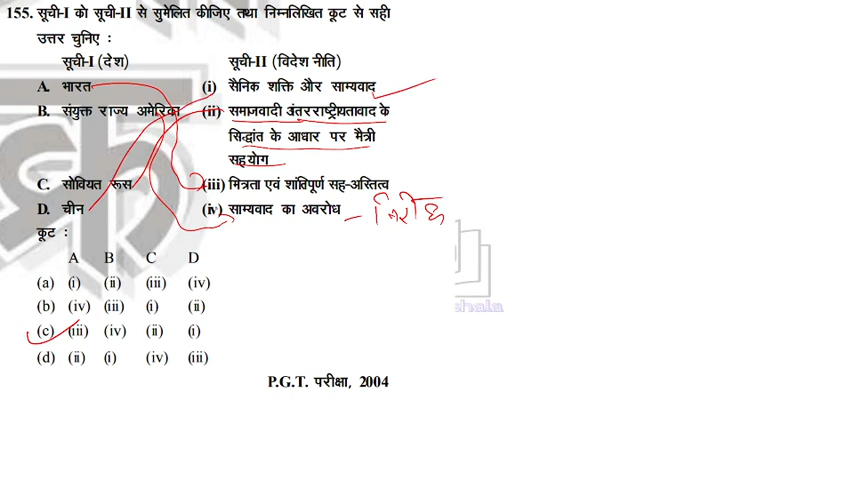 155. सूची-I को सूची-II से सुमेलित कीजिए तथा निम्नलिखित कूट से सही
उत्तर चुनिए :
सूची-I (देश) सूची-II (विदेश नीति)
A. भारत (i) सैनिक शक्ति और साम्यवाद
B. संयुक्त राज्य अमेरिका (ii) समाजवादी अंतरराष्ट्रीयतावाद के
सिद्धांत के आधार पर मैत्री
सहयोग
C. सोवियत रूस (iii) मित्रता एवं शांतिपूर्ण सह-अस्तित्व
D. चीन (iv) साम्यवाद का अवरोध
कूट :
A B C D
(a) (i) (ii) (iii) (iv)
(b) (iv) (iii) (i) (ii)
(c) (iii) (iv) (ii) (i)
(d) (ii) (i) (iv) (iii)
P.G.T. परीक्षा, 2004